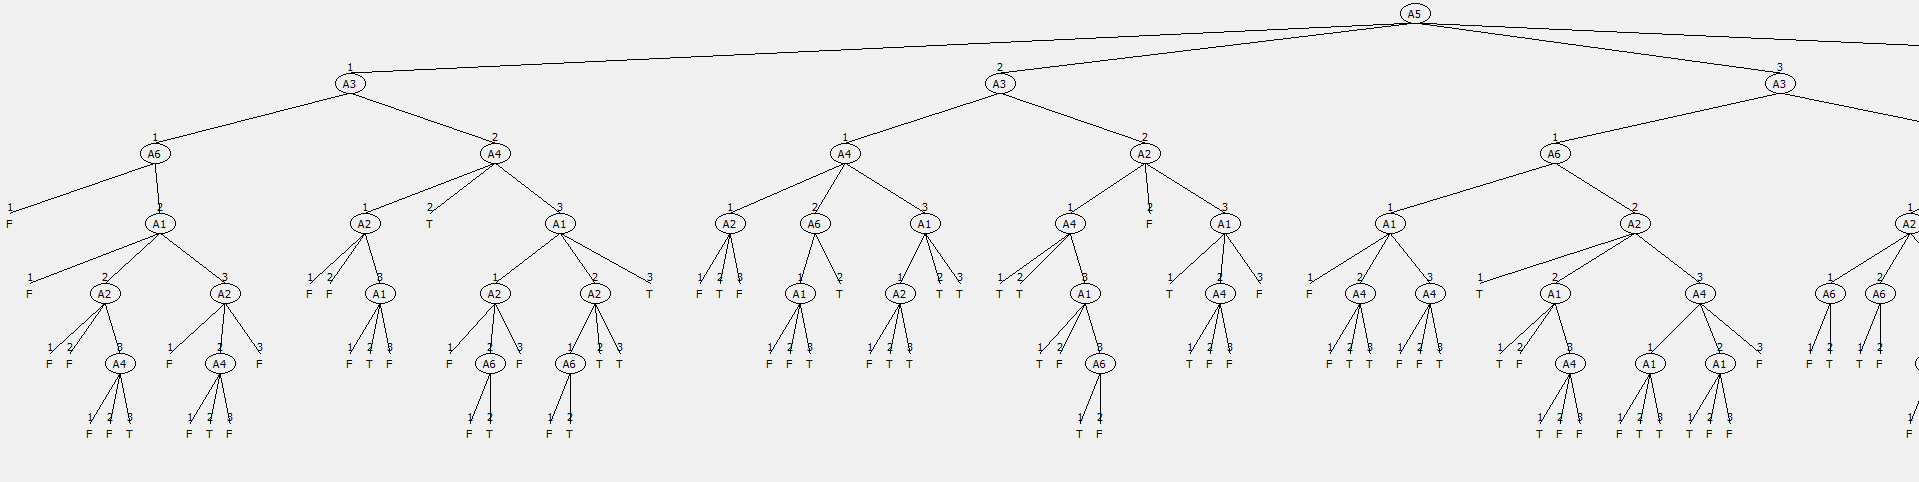 A5
1 2 3
A3 A3 A3
1 2 1 2 1
A6 A4 A4 A2 A6
1 2 1 2 3 1 2 3 1 2 3 1 2 1
F A1 A2 T A1 A2 A6 A1 A4 F A1 A1 A2 A2
1 2 3 1 2 3 1 2 3 1 2 3 1 2 1 2 3 1 2 3 1 2 3 1 2 3 1 2 3 1 2
F A2 A2 F F A1 A2 A2 T F T F A1 T A2 T T T T A1 T A4 F F A4 A4 T A1 A4 A6 A6
1 2 3 1 2 3 1 2 3 1 2 3 1 2 3 1 2 3 1 2 3 1 2 3 1 2 3 1 2 3 1 2 3 1 2 3 1 2 3 1 2 1 2
F F A4 F A4 F F T F F A6 F A6 T T F F T F T T T F A6 T F F F T T F F T T F A4 A1 A1 F F T T F
1 2 3 1 2 3 1 2 1 2 1 2 1 2 3 1 2 3 1 2 3 1
F F T F T F F T F T T F T F F F T T T F F F